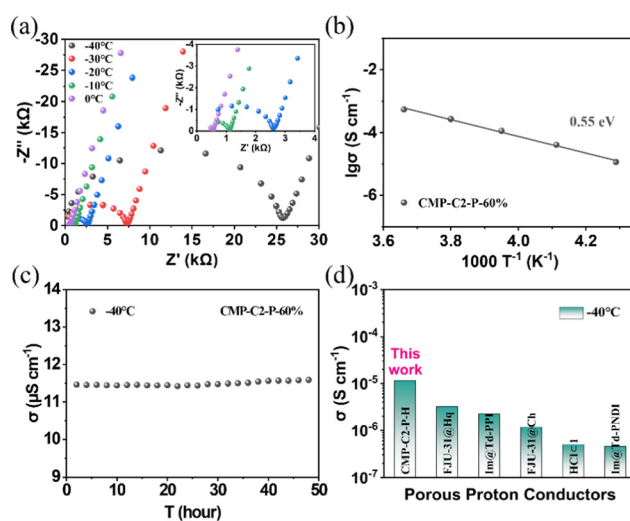 (a)
-30
-25
-20
-15
-10
-5
0
-Z'' (kΩ)
-40℃
-30℃
-20℃
-10℃
0℃
0 5 10 15 20 25 30
Z' (kΩ)
-4
-3
-2
-1
0
-Z'' (kΩ)
0 1 2 3 4
Z' (kΩ)
(b)
0
-2
-4
-6
lgσ (S cm⁻¹)
0.55 eV
CMP-C2-P-60%
3.6 3.8 4.0 4.2
1000 T⁻¹ (K⁻¹)
(c)
14
13
12
11
10
9
σ (μS cm⁻¹)
-40℃ CMP-C2-P-60%
0 10 20 30 40 50
T (hour)
(d)
10⁻³
10⁻⁴
10⁻⁵
10⁻⁶
10⁻⁷
σ (S cm⁻¹)
-40℃
This
work
CMP-C2-P-H
FJU-31@Hq
Im@Td-PPI
FJU-31@Ch
HCl⊂1
Im@Td-PNDI
Porous Proton Conductors